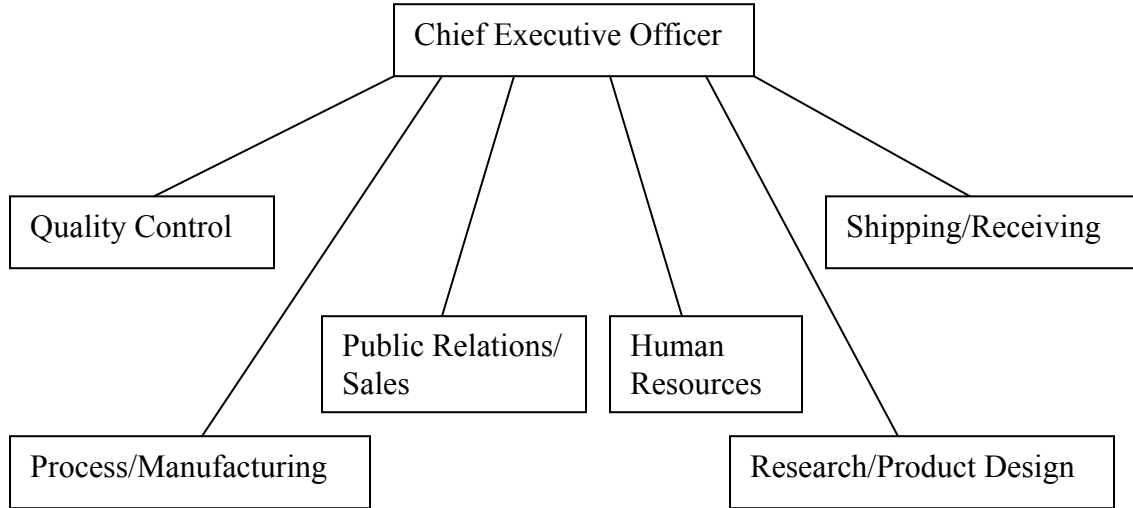 Chief Executive Officer
Quality Control
Shipping/Receiving
Public Relations/
Sales
Human
Resources
Process/Manufacturing
Research/Product Design